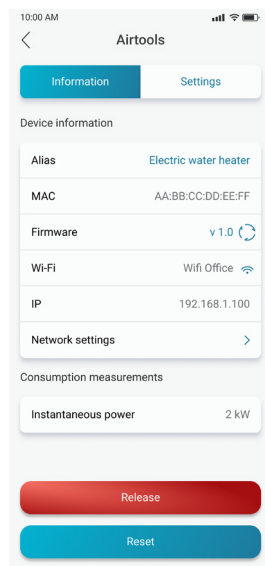 10:00 AM
Airtools
Information Settings
Device information
Alias Electric water heater
MAC AA:BB:CC:DD:EE:FF
Firmware v 1.0
Wi-Fi Wifi Office
IP 192.168.1.100
Network settings
Consumption measurements
Instantaneous power 2 kW
Release
Reset